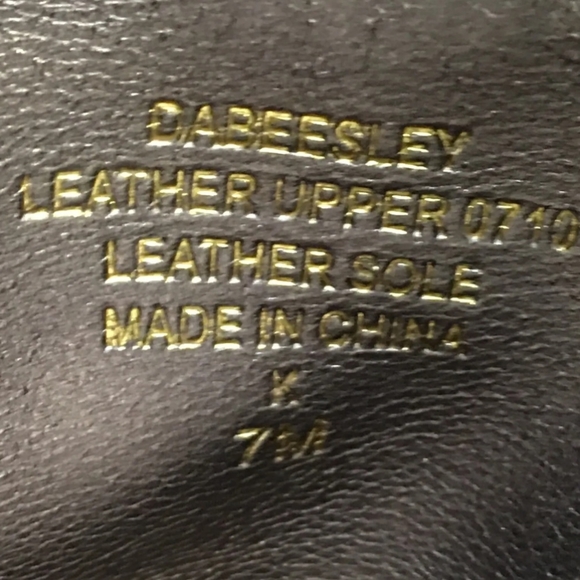 DABEESLEY
LEATHER UPPER 0710
LEATHER SOLE
MADE IN CHINA
K
7M